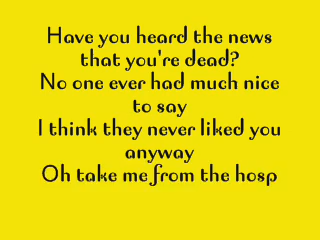 Have you heard the news
that you're dead?
No one ever had much nice
to say
I think they never liked you
anyway
Oh take me from the hosp